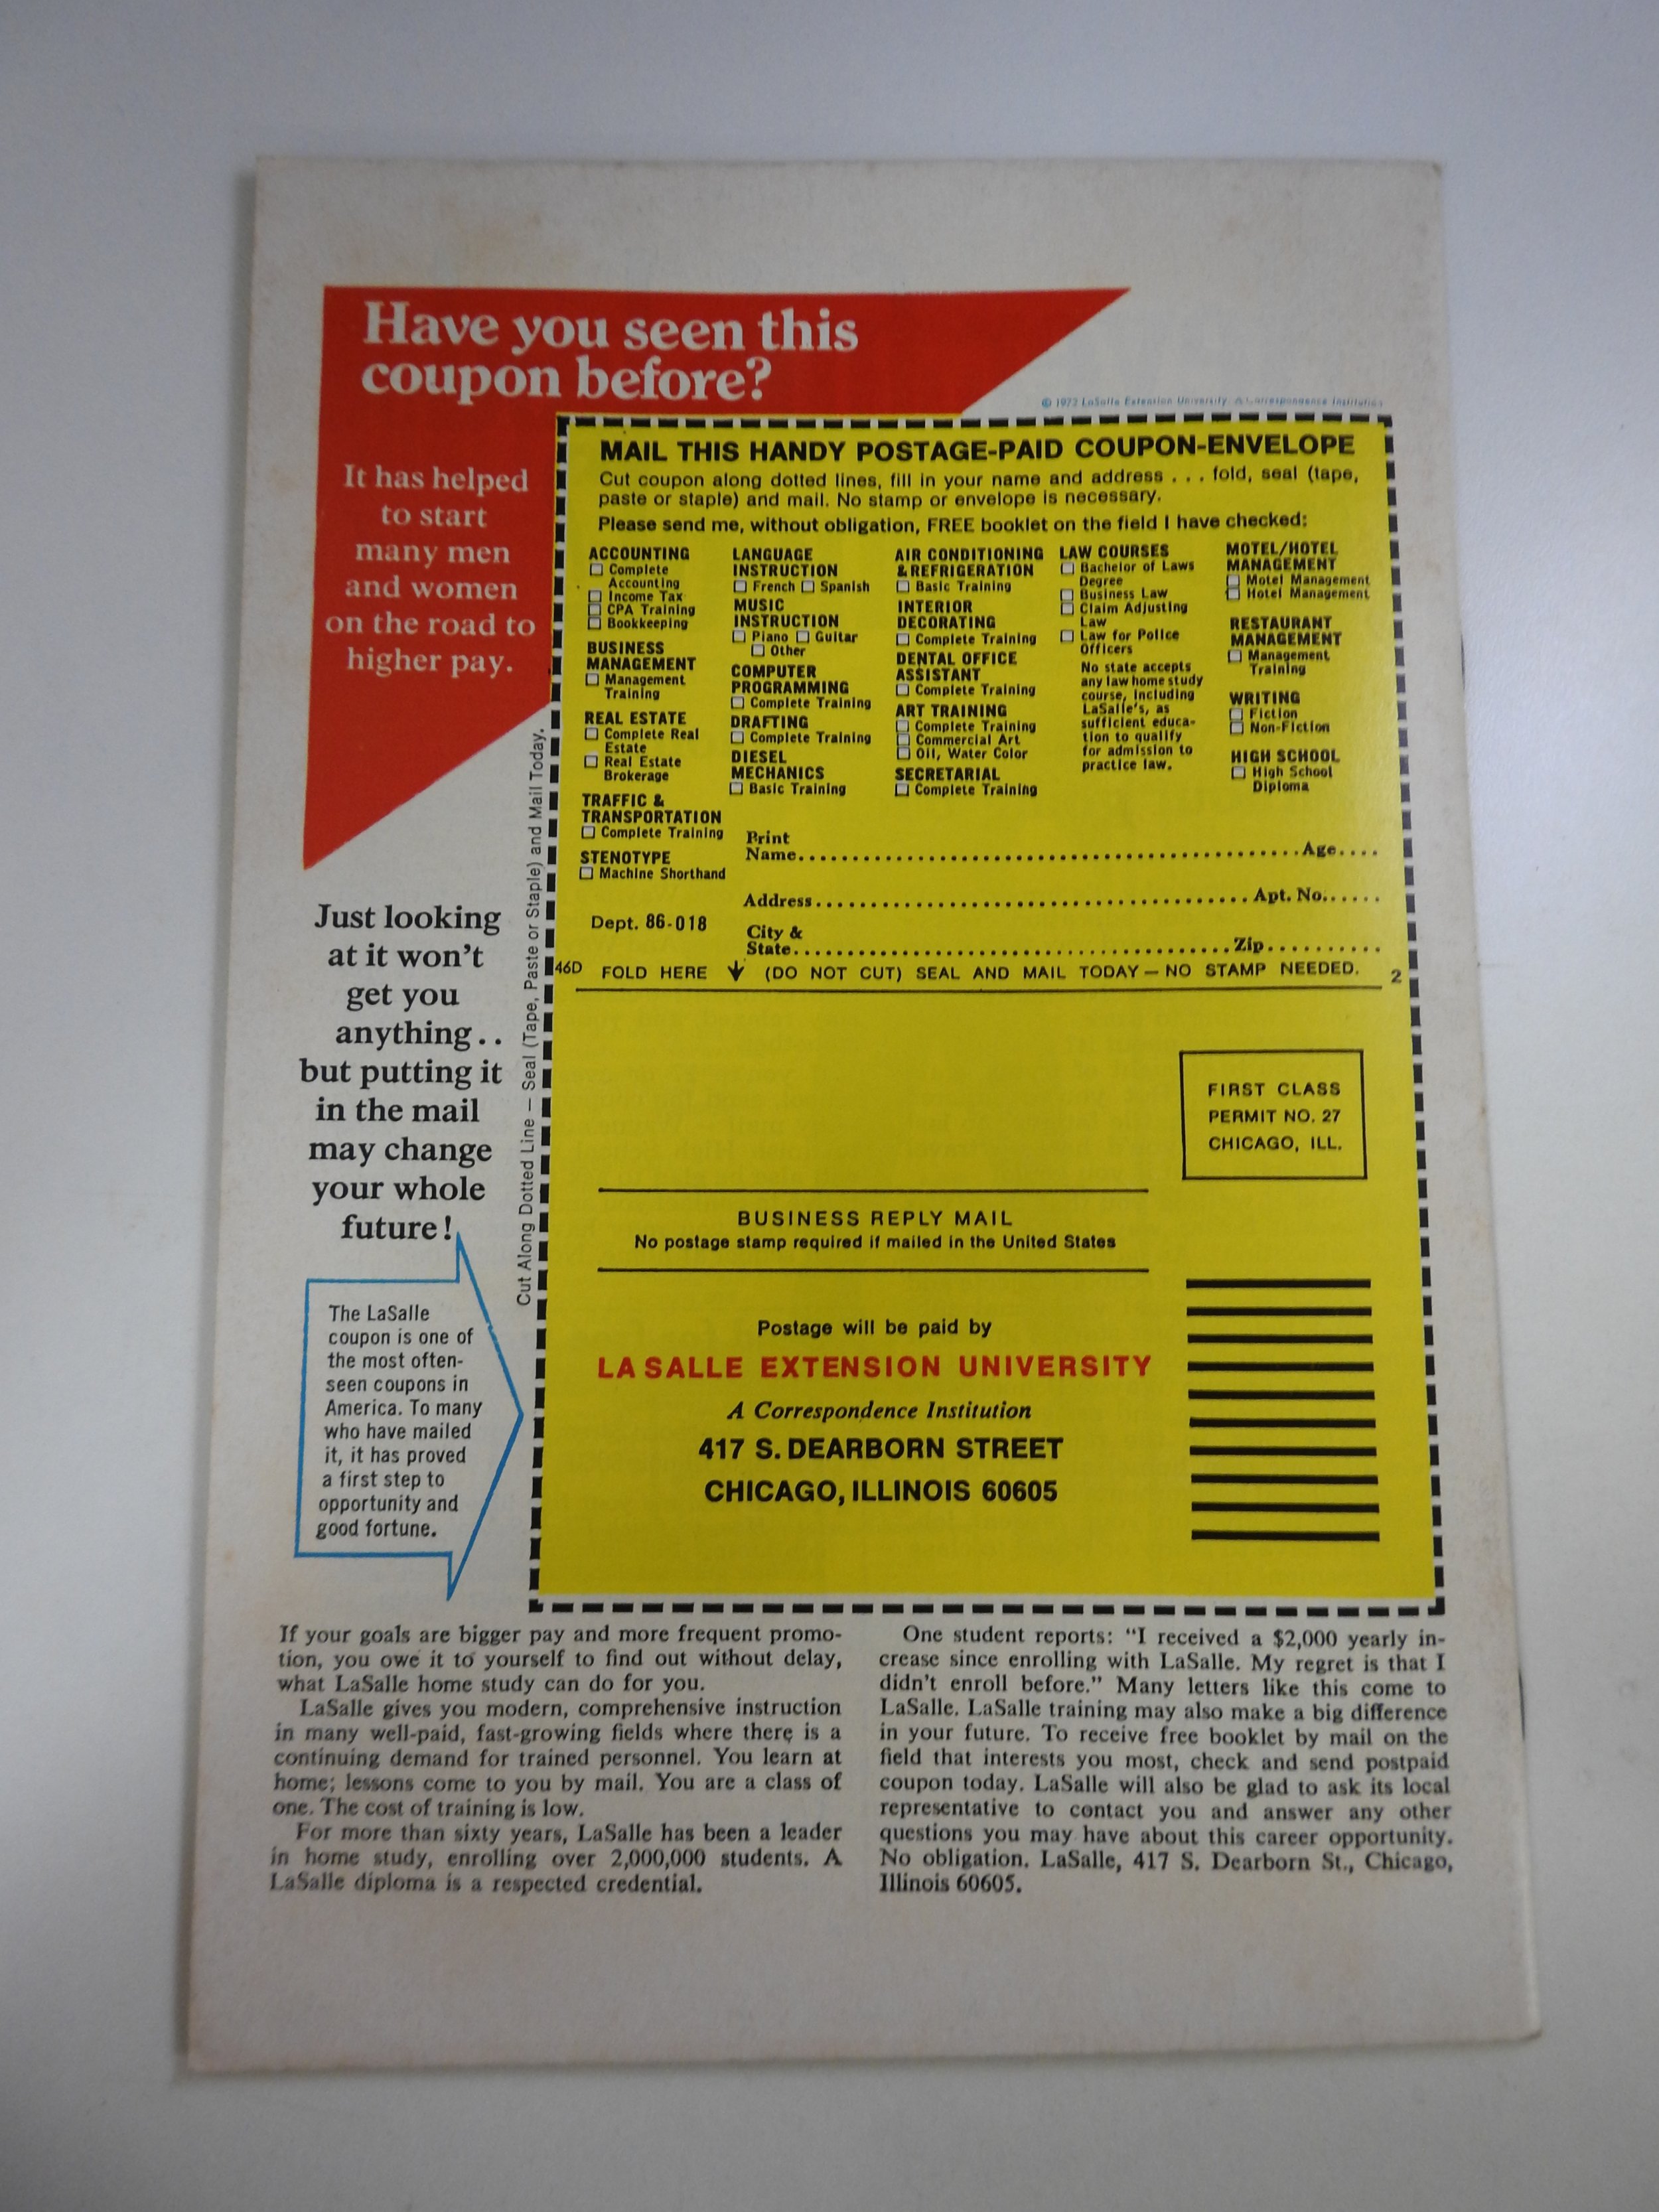 Have you seen this
coupon before?
It has helped
to start
many men
and women
on the road to
higher pay.
Just looking
at it won't
get you
anything..
but putting it
in the mail
may change
your whole
future!
The LaSalle
coupon is one of
the most often-
seen coupons in
America. To many
who have mailed
it, it has proved
a first step to
opportunity and
good fortune.
Cut Along Dotted Line — Seal (Tape, Paste or Staple) and Mail Today.
© 1972 LaSalle Extension University, A Correspondence Institution
MAIL THIS HANDY POSTAGE-PAID COUPON-ENVELOPE
Cut coupon along dotted lines, fill in your name and address . . . fold, seal (tape,
paste or staple) and mail. No stamp or envelope is necessary.
Please send me, without obligation, FREE booklet on the field I have checked:
ACCOUNTING
Complete
Accounting
Income Tax
CPA Training
Bookkeeping
BUSINESS
MANAGEMENT
Management
Training
REAL ESTATE
Complete Real
Estate
Real Estate
Brokerage
TRAFFIC &
TRANSPORTATION
Complete Training
STENOTYPE
Machine Shorthand
LANGUAGE
INSTRUCTION
French Spanish
MUSIC
INSTRUCTION
Piano Guitar
Other
COMPUTER
PROGRAMMING
Complete Training
DRAFTING
Complete Training
DIESEL
MECHANICS
Basic Training
AIR CONDITIONING
& REFRIGERATION
Basic Training
INTERIOR
DECORATING
Complete Training
DENTAL OFFICE
ASSISTANT
Complete Training
ART TRAINING
Complete Training
Commercial Art
Oil, Water Color
SECRETARIAL
Complete Training
LAW COURSES
Bachelor of Laws
Degree
Business Law
Claim Adjusting
Law
Law for Police
Officers
No state accepts
any law home study
course, including
LaSalle's, as
sufficient educa-
tion to qualify
for admission to
practice law.
MOTEL/HOTEL
MANAGEMENT
Motel Management
Hotel Management
RESTAURANT
MANAGEMENT
Management
Training
WRITING
Fiction
Non-Fiction
HIGH SCHOOL
High School
Diploma
Print
Name.....................................................Age....
Address..............................................Apt. No......
Dept. 86-018
City &
State...............................................Zip..........
46D FOLD HERE ↓ (DO NOT CUT) SEAL AND MAIL TODAY — NO STAMP NEEDED. 2
FIRST CLASS
PERMIT NO. 27
CHICAGO, ILL.
BUSINESS REPLY MAIL
No postage stamp required if mailed in the United States
Postage will be paid by
LA SALLE EXTENSION UNIVERSITY
A Correspondence Institution
417 S. DEARBORN STREET
CHICAGO, ILLINOIS 60605
If your goals are bigger pay and more frequent promo-
tion, you owe it to yourself to find out without delay,
what LaSalle home study can do for you.
LaSalle gives you modern, comprehensive instruction
in many well-paid, fast-growing fields where there is a
continuing demand for trained personnel. You learn at
home; lessons come to you by mail. You are a class of
one. The cost of training is low.
For more than sixty years, LaSalle has been a leader
in home study, enrolling over 2,000,000 students. A
LaSalle diploma is a respected credential.
One student reports: "I received a $2,000 yearly in-
crease since enrolling with LaSalle. My regret is that I
didn't enroll before." Many letters like this come to
LaSalle. LaSalle training may also make a big difference
in your future. To receive free booklet by mail on the
field that interests you most, check and send postpaid
coupon today. LaSalle will also be glad to ask its local
representative to contact you and answer any other
questions you may have about this career opportunity.
No obligation. LaSalle, 417 S. Dearborn St., Chicago,
Illinois 60605.